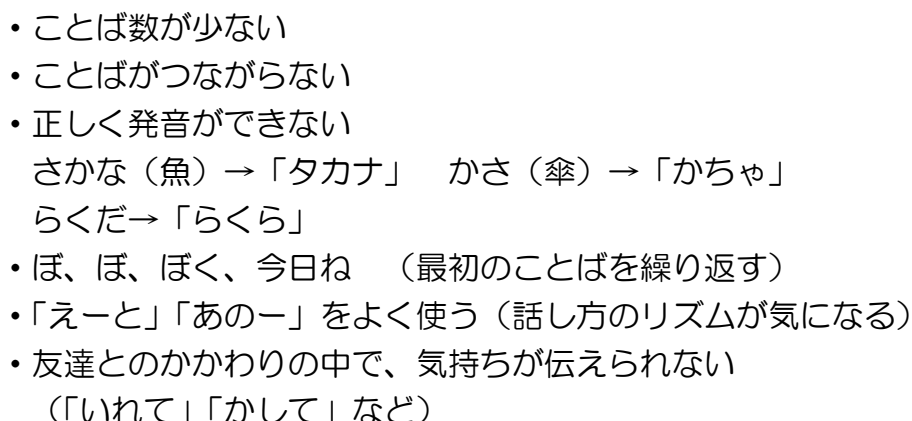 ・ことば数が少ない
・ことばがつながらない
・正しく発音ができない
さかな（魚）→「タカナ」　かさ（傘）→「かちゃ」
らくだ→「らくら」
・ぼ、ぼ、ぼく、今日ね　（最初のことばを繰り返す）
・「えーと」「あのー」をよく使う（話し方のリズムが気になる）
・友達とのかかわりの中で、気持ちが伝えられない
（「いれて」「かして」など）